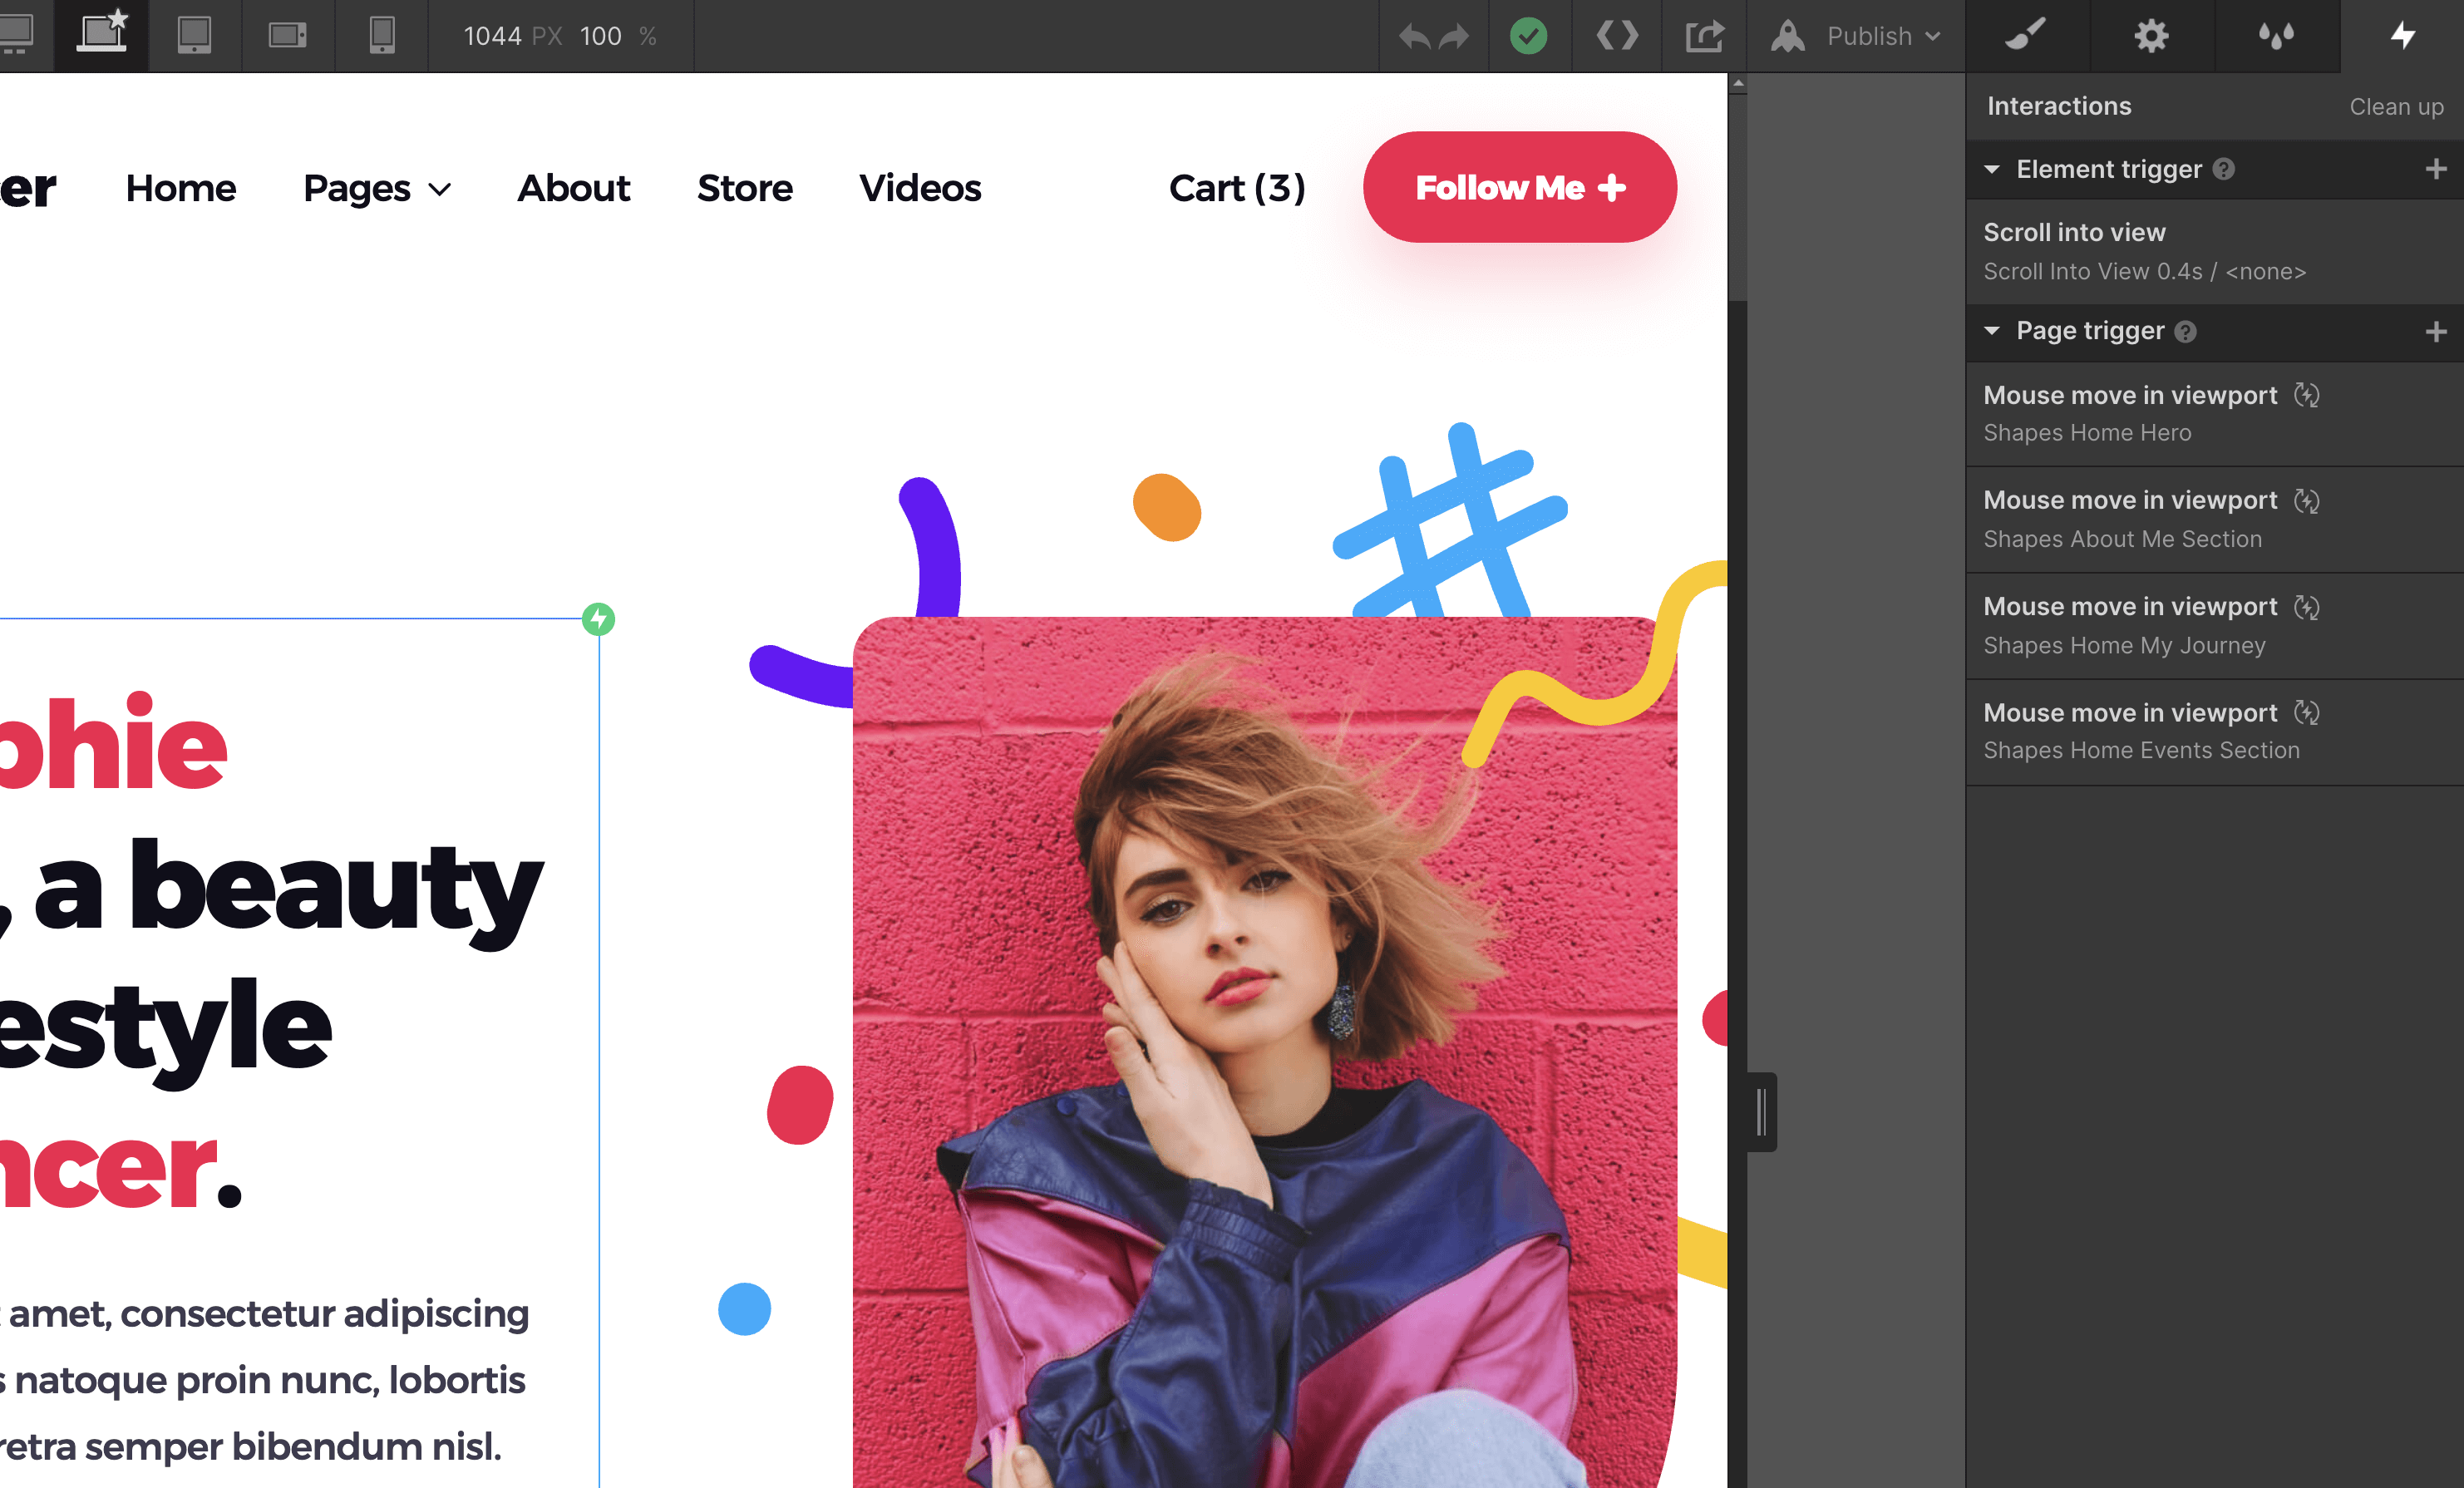 1044 PX 100 %
Publish
Interactions
Clean up
Element trigger ?
Scroll into view
Scroll Into View 0.4s / <none>
Page trigger ?
Mouse move in viewport
Shapes Home Hero
Mouse move in viewport
Shapes About Me Section
Mouse move in viewport
Shapes Home My Journey
Mouse move in viewport
Shapes Home Events Section
er
Home
Pages
About
Store
Videos
Cart (3)
Follow Me +
phie
, a beauty
estyle
ncer.
t amet, consectetur adipiscing
s natoque proin nunc, lobortis
retra semper bibendum nisl.